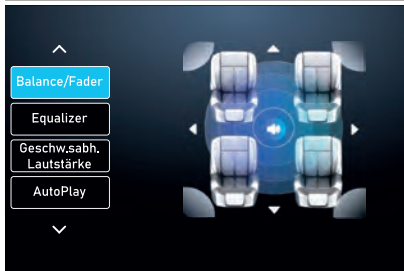 Balance/Fader
Equalizer
Geschw,sabh,
Lautstärke
AutoPlay